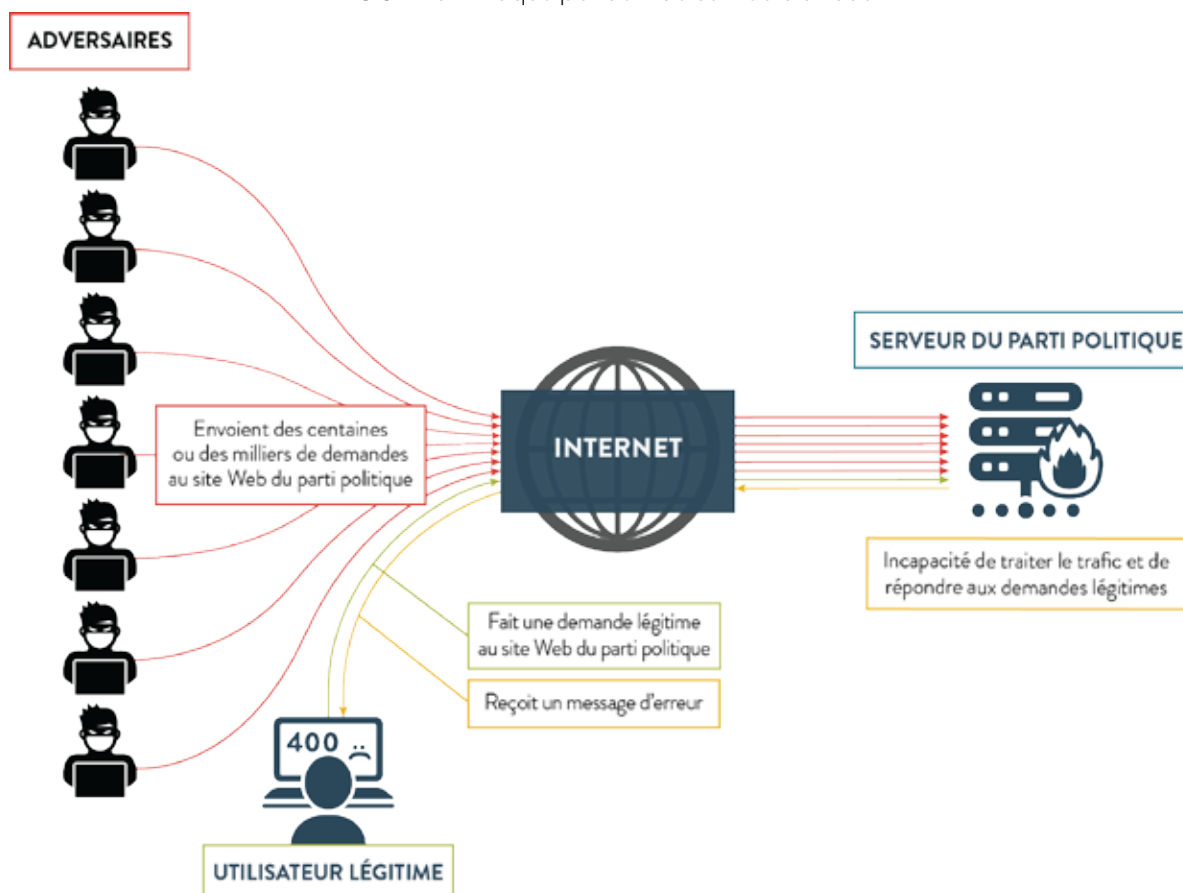 ADVERSAIRES
Envoient des centaines
ou des milliers de demandes
au site Web du parti politique
INTERNET
SERVEUR DU PARTI POLITIQUE
Incapacité de traiter le trafic et de
répondre aux demandes légitimes
Fait une demande légitime
au site Web du parti politique
Reçoit un message d'erreur
400
UTILISATEUR LÉGITIME